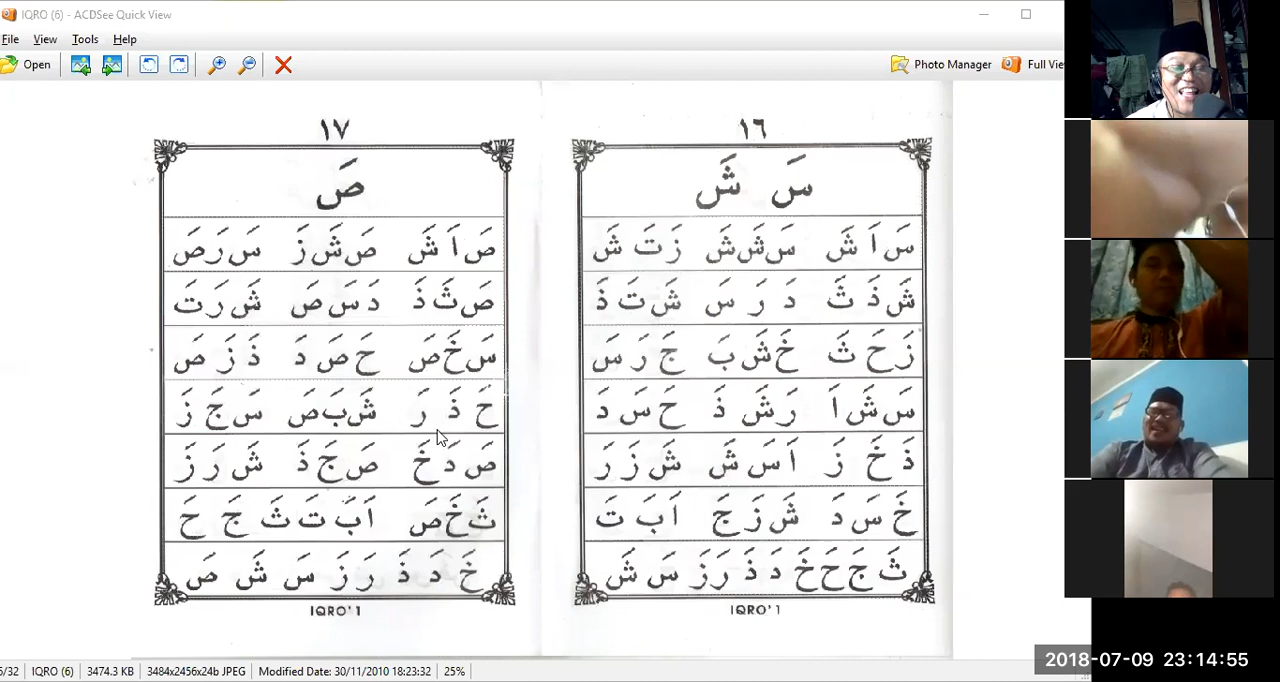 IQRO (6) - ACDSee Quick View
File View Tools Help
Open Photo Manager Full Vie
١٦
سَ شَ
سَ اَ شَ سَ شَ شَ زَ تَ شَ
شَ ذَ ثَ دَ رَ سَ شَ تَ ذَ
زَ حَ ثَ خَ شَ بَ جَ رَ سَ
سَ شَ اَ رَ شَ ذَ حَ سَ دَ
ذَ خَ زَ اَ سَ شَ شَ زَ رَ
خَ سَ دَ شَ زَ جَ اَ بَ تَ
ثَ جَ حَ خَ دَ ذَ رَ زَ سَ شَ
IQRO'1
١٧
صَ
صَ اَ شَ صَ شَ زَ سَ رَ صَ
صَ ثَ ذَ دَ سَ صَ شَ رَ تَ
سَ خَ صَ حَ صَ دَ ذَ زَ صَ
حَ ذَ رَ شَ بَ صَ سَ جَ زَ
صَ دَ خَ صَ جَ ذَ شَ رَ زَ
ثَ خَ صَ اَ بَ تَ ثَ جَ حَ
خَ دَ ذَ رَ زَ سَ شَ صَ
IQRO'1
/32 IQRO (6) 3474.3 KB 3484x2456x24b JPEG Modified Date: 30/11/2010 18:23:32 25%
2018-07-09 23:14:55